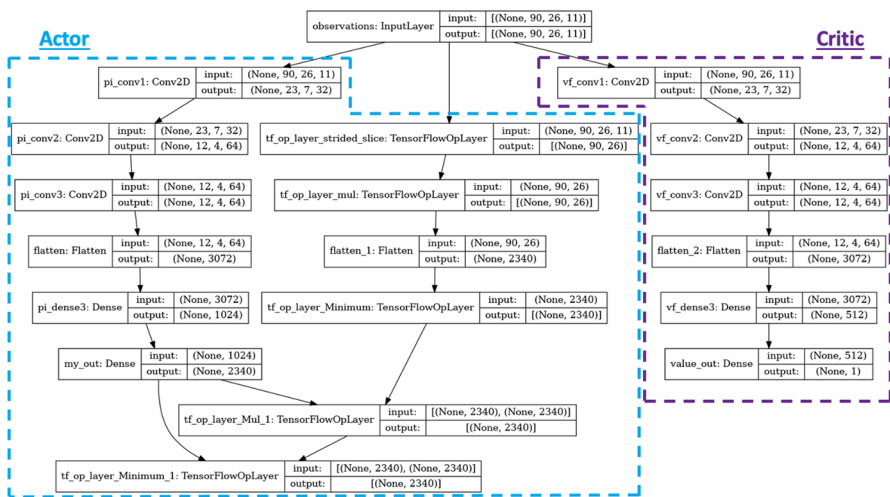 Actor
Critic
observations: InputLayer
input: [(None, 90, 26, 11)]
output: [(None, 90, 26, 11)]
pi_conv1: Conv2D
input: (None, 90, 26, 11)
output: (None, 23, 7, 32)
vf_conv1: Conv2D
input: (None, 90, 26, 11)
output: (None, 23, 7, 32)
pi_conv2: Conv2D
input: (None, 23, 7, 32)
output: (None, 12, 4, 64)
tf_op_layer_strided_slice: TensorFlowOpLayer
input: (None, 90, 26, 11)
output: [(None, 90, 26)]
vf_conv2: Conv2D
input: (None, 23, 7, 32)
output: (None, 12, 4, 64)
pi_conv3: Conv2D
input: (None, 12, 4, 64)
output: (None, 12, 4, 64)
tf_op_layer_mul: TensorFlowOpLayer
input: (None, 90, 26)
output: [(None, 90, 26)]
vf_conv3: Conv2D
input: (None, 12, 4, 64)
output: (None, 12, 4, 64)
flatten: Flatten
input: (None, 12, 4, 64)
output: (None, 3072)
flatten_1: Flatten
input: (None, 90, 26)
output: (None, 2340)
flatten_2: Flatten
input: (None, 12, 4, 64)
output: (None, 3072)
pi_dense3: Dense
input: (None, 3072)
output: (None, 1024)
tf_op_layer_Minimum: TensorFlowOpLayer
input: (None, 2340)
output: [(None, 2340)]
vf_dense3: Dense
input: (None, 3072)
output: (None, 512)
my_out: Dense
input: (None, 1024)
output: (None, 2340)
value_out: Dense
input: (None, 512)
output: (None, 1)
tf_op_layer_Mul_1: TensorFlowOpLayer
input: [(None, 2340), (None, 2340)]
output: [(None, 2340)]
tf_op_layer_Minimum_1: TensorFlowOpLayer
input: [(None, 2340), (None, 2340)]
output: [(None, 2340)]